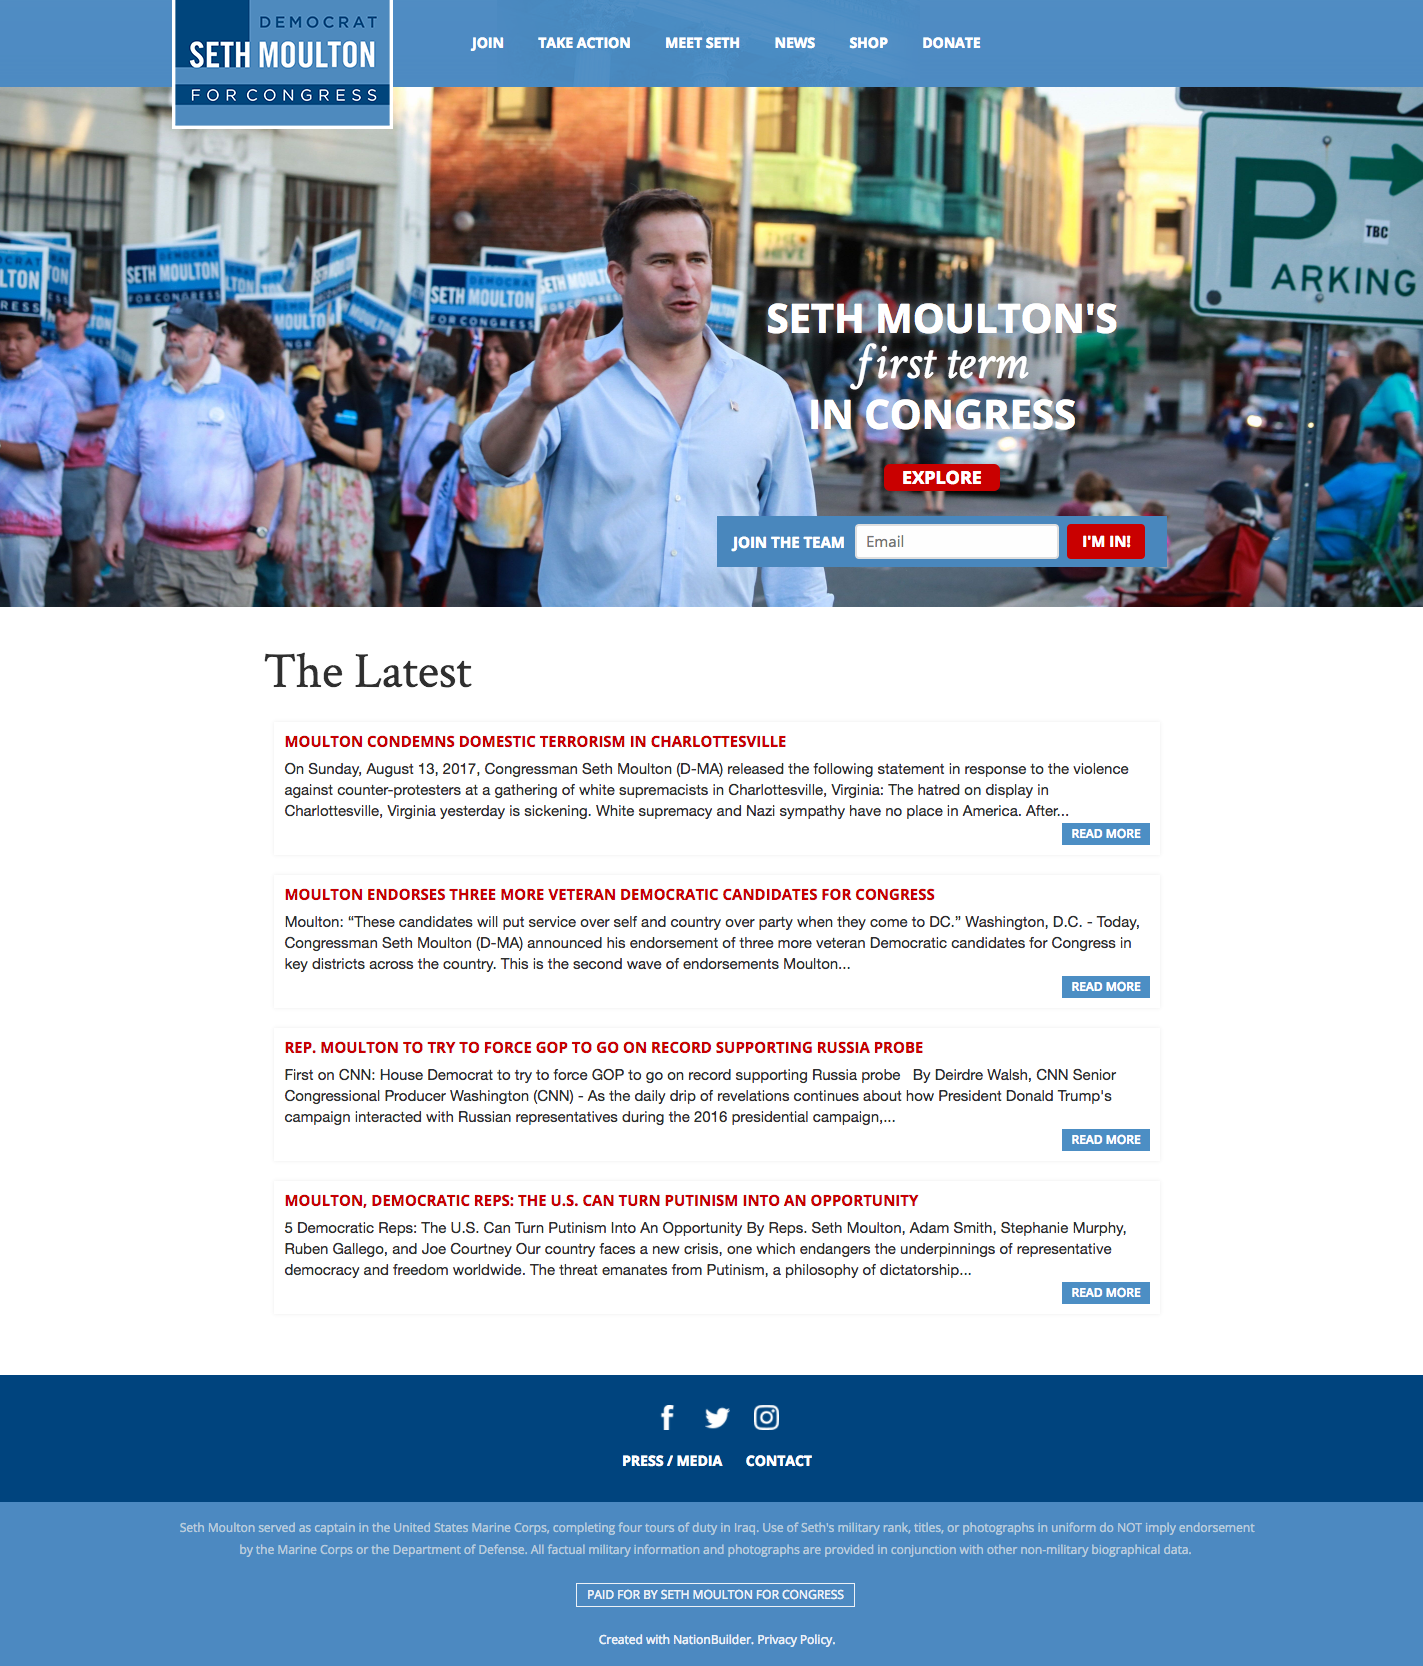 DEMOCRAT
SETH MOULTON
FOR CONGRESS
JOIN TAKE ACTION MEET SETH NEWS SHOP DONATE
SETH MOULTON
FOR CONGRESS
SETH MOULTON
FOR CONGRESS
SETH MOULTON
MOULTON
P
TBC
ARKING
SETH MOULTON'S
first term
IN CONGRESS
EXPLORE
JOIN THE TEAM Email I'M IN!
The Latest
MOULTON CONDEMNS DOMESTIC TERRORISM IN CHARLOTTESVILLE
On Sunday, August 13, 2017, Congressman Seth Moulton (D-MA) released the following statement in response to the violence
against counter-protesters at a gathering of white supremacists in Charlottesville, Virginia: The hatred on display in
Charlottesville, Virginia yesterday is sickening. White supremacy and Nazi sympathy have no place in America. After...
READ MORE
MOULTON ENDORSES THREE MORE VETERAN DEMOCRATIC CANDIDATES FOR CONGRESS
Moulton: “These candidates will put service over self and country over party when they come to DC.” Washington, D.C. - Today,
Congressman Seth Moulton (D-MA) announced his endorsement of three more veteran Democratic candidates for Congress in
key districts across the country. This is the second wave of endorsements Moulton...
READ MORE
REP. MOULTON TO TRY TO FORCE GOP TO GO ON RECORD SUPPORTING RUSSIA PROBE
First on CNN: House Democrat to try to force GOP to go on record supporting Russia probe By Deirdre Walsh, CNN Senior
Congressional Producer Washington (CNN) - As the daily drip of revelations continues about how President Donald Trump's
campaign interacted with Russian representatives during the 2016 presidential campaign,...
READ MORE
MOULTON, DEMOCRATIC REPS: THE U.S. CAN TURN PUTINISM INTO AN OPPORTUNITY
5 Democratic Reps: The U.S. Can Turn Putinism Into An Opportunity By Reps. Seth Moulton, Adam Smith, Stephanie Murphy,
Ruben Gallego, and Joe Courtney Our country faces a new crisis, one which endangers the underpinnings of representative
democracy and freedom worldwide. The threat emanates from Putinism, a philosophy of dictatorship...
READ MORE
PRESS / MEDIA CONTACT
Seth Moulton served as captain in the United States Marine Corps, completing four tours of duty in Iraq. Use of Seth's military rank, titles, or photographs in uniform do NOT imply endorsement
by the Marine Corps or the Department of Defense. All factual military information and photographs are provided in conjunction with other non-military biographical data.
PAID FOR BY SETH MOULTON FOR CONGRESS
Created with NationBuilder. Privacy Policy.